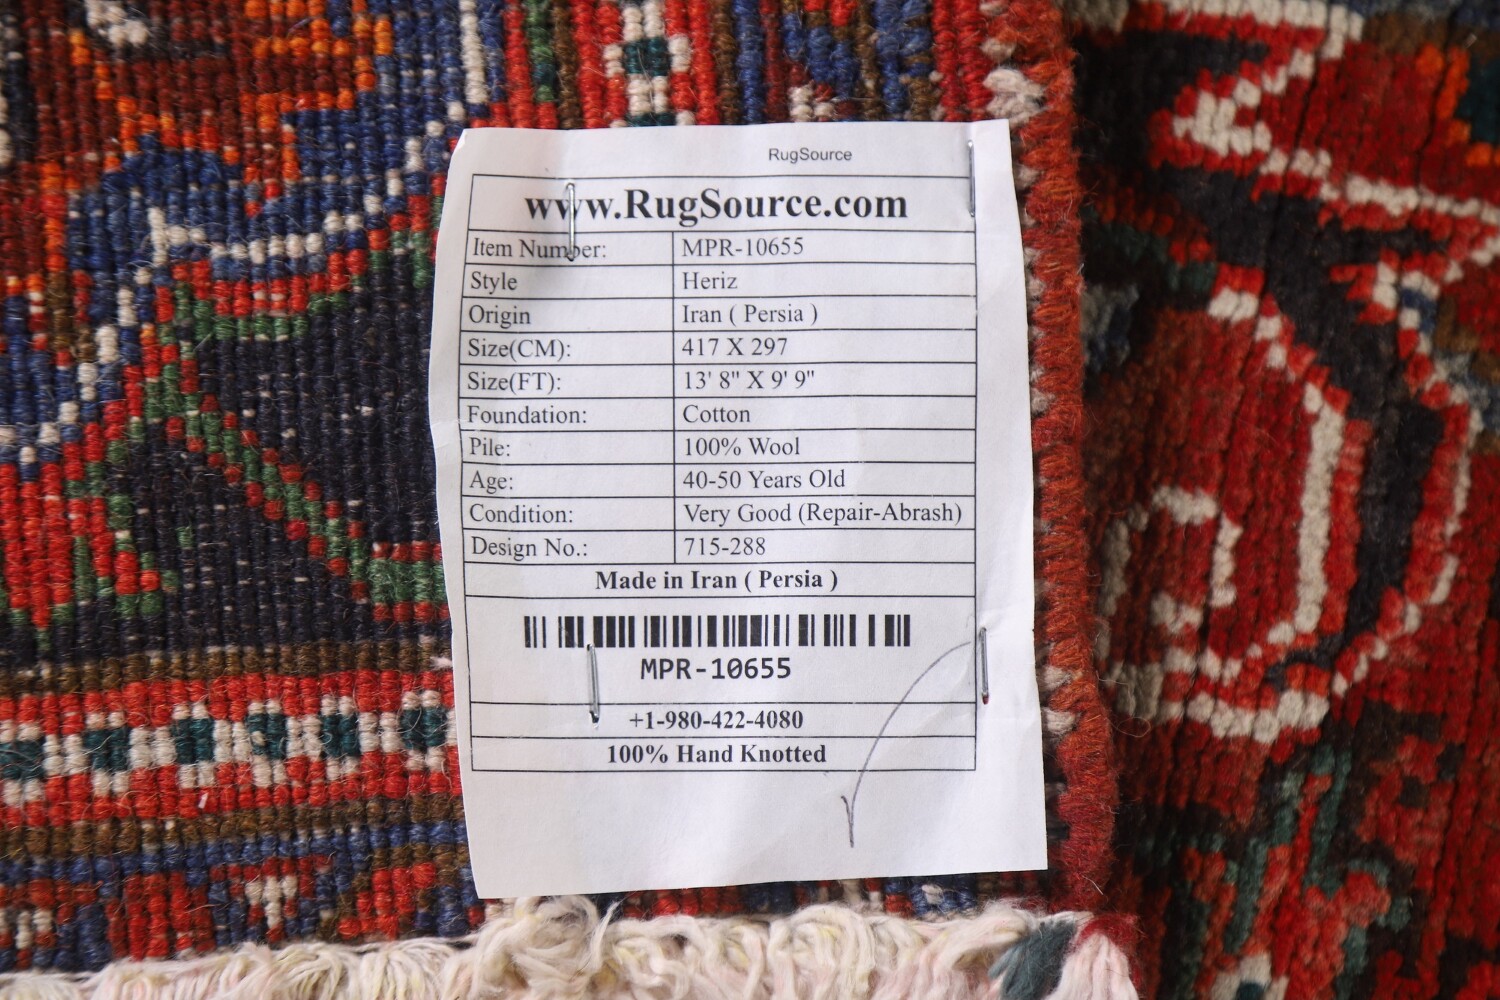 RugSource
www.RugSource.com
Item Number: MPR-10655
Style Heriz
Origin Iran ( Persia )
Size(CM): 417 X 297
Size(FT): 13' 8" X 9' 9"
Foundation: Cotton
Pile: 100% Wool
Age: 40-50 Years Old
Condition: Very Good (Repair-Abrash)
Design No.: 715-288
Made in Iran ( Persia )
MPR-10655
+1-980-422-4080
100% Hand Knotted